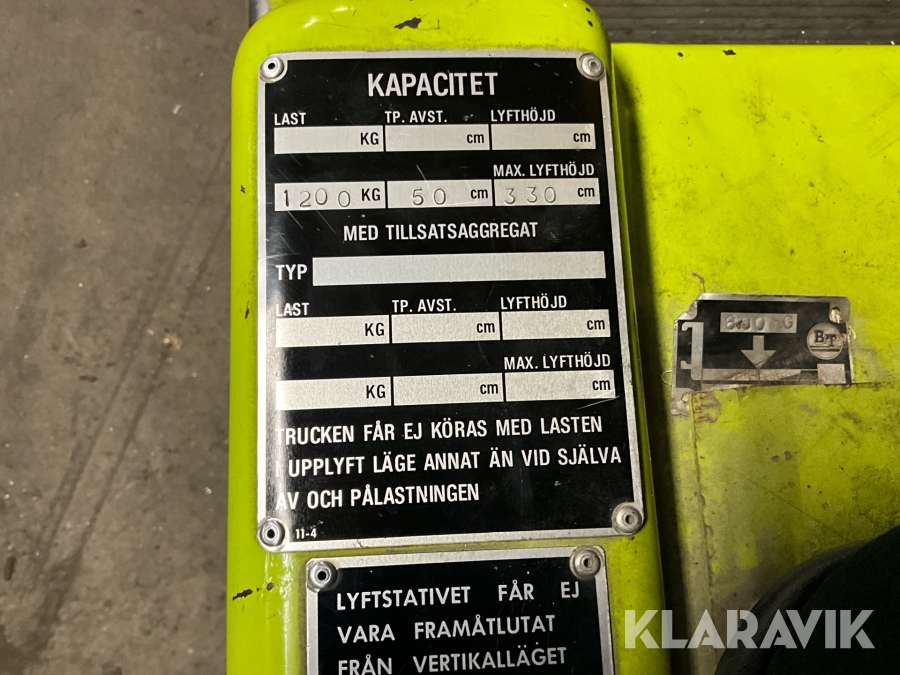 KAPACITET
LAST TP. AVST. LYFTHÖJD
KG cm cm
MAX. LYFTHÖJD
1200 KG 50 cm 330 cm
MED TILLSATSAGGREGAT
TYP
LAST TP. AVST. LYFTHÖJD
KG cm cm
MAX. LYFTHÖJD
KG cm cm
TRUCKEN FÅR EJ KÖRAS MED LASTEN
I UPPLYFT LÄGE ANNAT ÄN VID SJÄLVA
AV OCH PÅLASTNINGEN
11-4
BT
LYFTSTATIVET FÅR EJ
VARA FRAMÅTLUTAT
FRÅN VERTIKALLÄGET
KLARAVIK